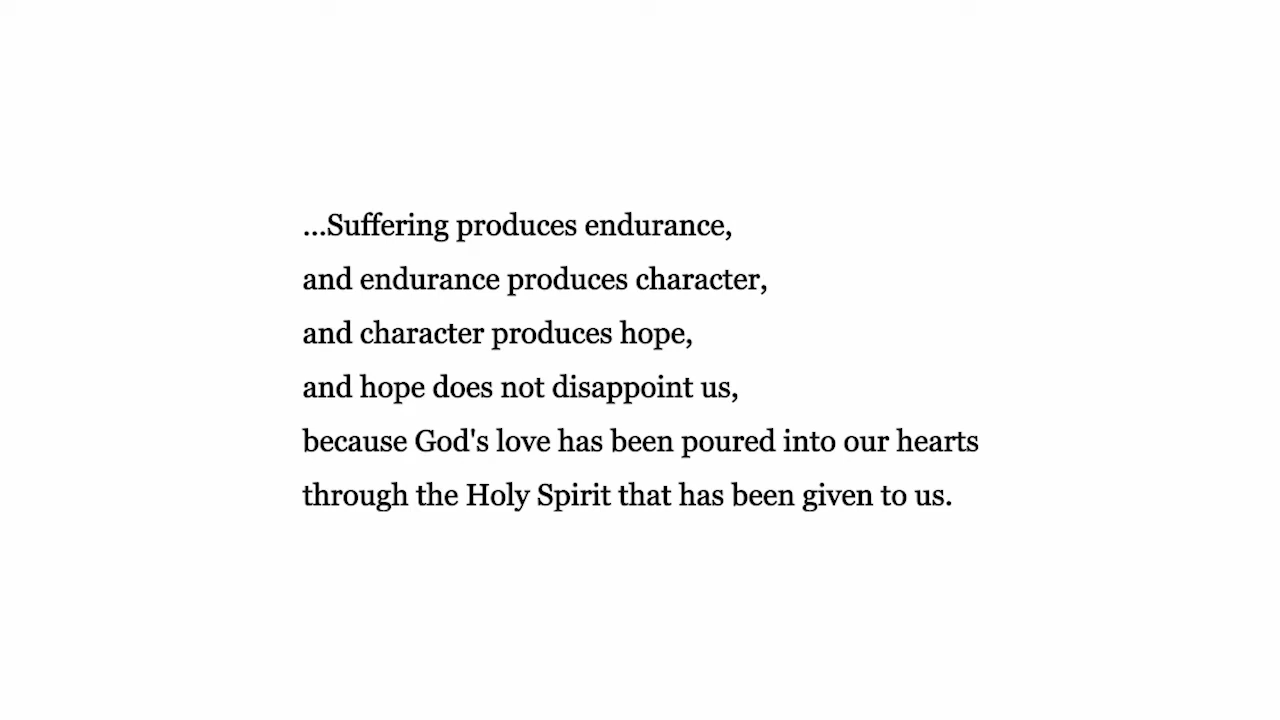 ...Suffering produces endurance,
and endurance produces character,
and character produces hope,
and hope does not disappoint us,
because God's love has been poured into our hearts
through the Holy Spirit that has been given to us.